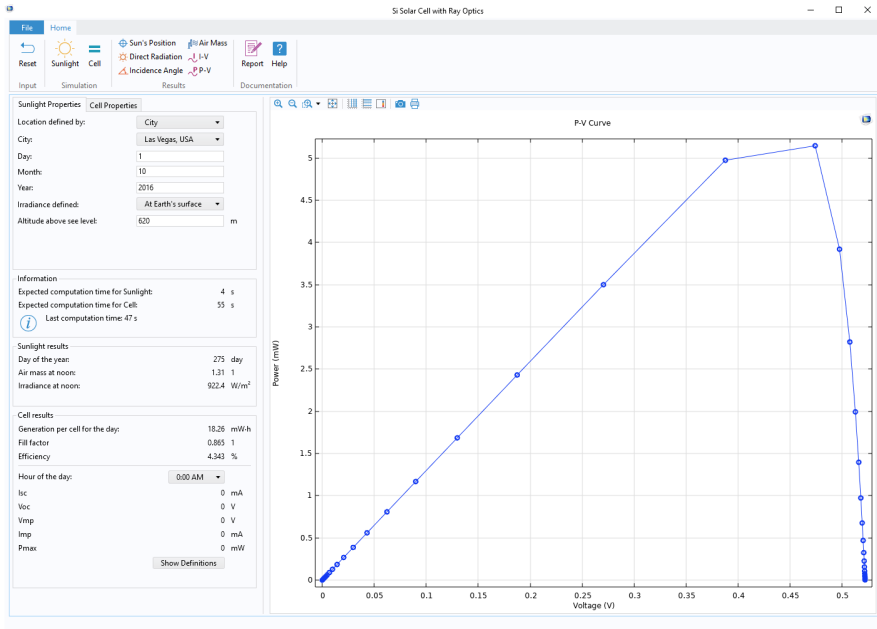 Si Solar Cell with Ray Optics
File Home
Reset
Sunlight
Cell
Sun's Position
Direct Radiation
Incidence Angle
Air Mass
I-V
P-V
Report
Help
Input
Simulation
Results
Documentation
Sunlight Properties Cell Properties
Location defined by: City
City: Las Vegas, USA
Day: 1
Month: 10
Year: 2016
Irradiance defined: At Earth's surface
Altitude above see level: 620 m
Information
Expected computation time for Sunlight: 4 s
Expected computation time for Cell: 55 s
Last computation time: 47 s
Sunlight results
Day of the year: 275 day
Air mass at noon: 1.31 1
Irradiance at noon: 922.4 W/m²
Cell results
Generation per cell for the day: 18.26 mW·h
Fill factor 0.865 1
Efficiency 4.343 %
Hour of the day: 0:00 AM
Isc 0 mA
Voc 0 V
Vmp 0 V
Imp 0 mA
Pmax 0 mW
Show Definitions
P-V Curve
Power (mW)
5
4.5
4
3.5
3
2.5
2
1.5
1
0.5
0
0 0.05 0.1 0.15 0.2 0.25 0.3 0.35 0.4 0.45 0.5
Voltage (V)